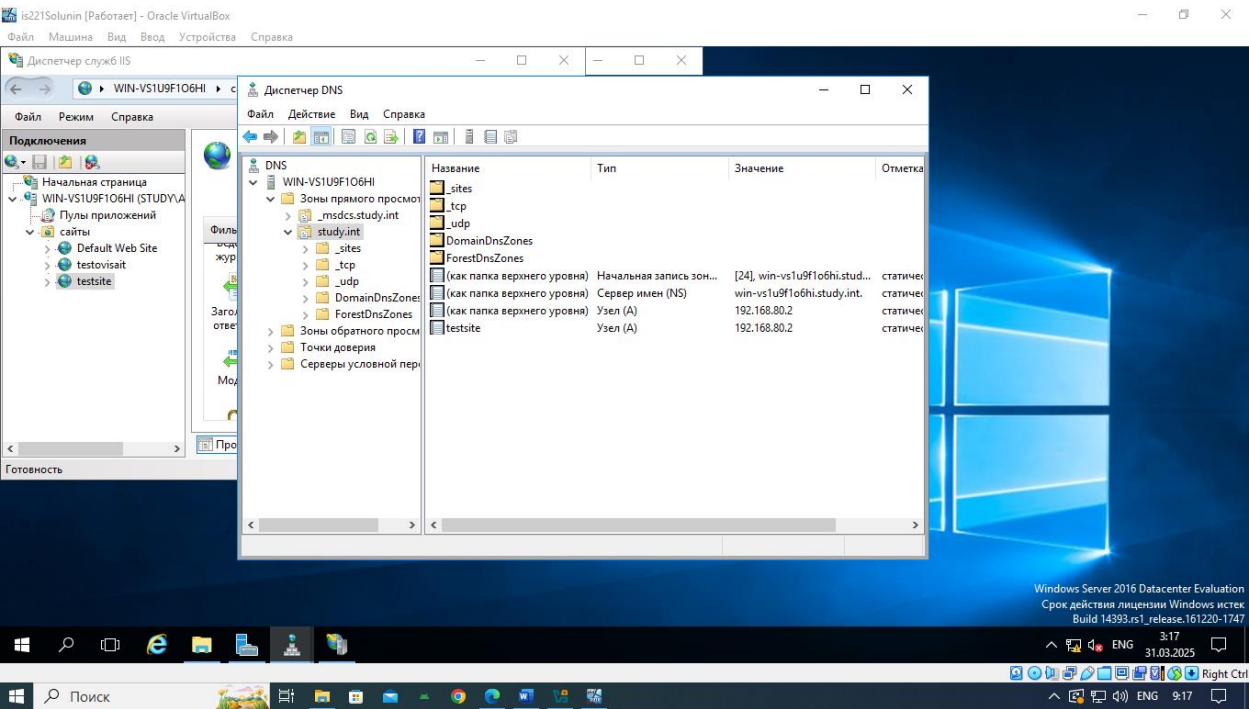 is221Solunin [Работает] - Oracle VirtualBox
Файл Машина Вид Ввод Устройства Справка
Диспетчер служб IIS
WIN-VS1U9F1O6HI
Файл Режим Справка
Подключения
Начальная страница
WIN-VS1U9F1O6HI (STUDY\A
Пулы приложений
сайты
Default Web Site
testovisait
testsite
Готовность
Филь
жур
Загол
отве
Мод
Про
Диспетчер DNS
Файл Действие Вид Справка
DNS
WIN-VS1U9F1O6HI
Зоны прямого просмот
_msdcs.study.int
study.int
_sites
_tcp
_udp
DomainDnsZones
ForestDnsZones
Зоны обратного просм
Точки доверия
Серверы условной пере
Название Тип Значение Отметка
_sites
_tcp
_udp
DomainDnsZones
ForestDnsZones
(как папка верхнего уровня) Начальная запись зон... [24], win-vs1u9f1o6hi.stud... статичес
(как папка верхнего уровня) Сервер имен (NS) win-vs1u9f1o6hi.study.int. статичес
(как папка верхнего уровня) Узел (A) 192.168.80.2 статичес
testsite Узел (A) 192.168.80.2 статичес
Windows Server 2016 Datacenter Evaluation
Срок действия лицензии Windows истек
Build 14393.rs1_release.161220-1747
ENG 3:17
31.03.2025
Right Ctrl
Поиск
ENG 9:17